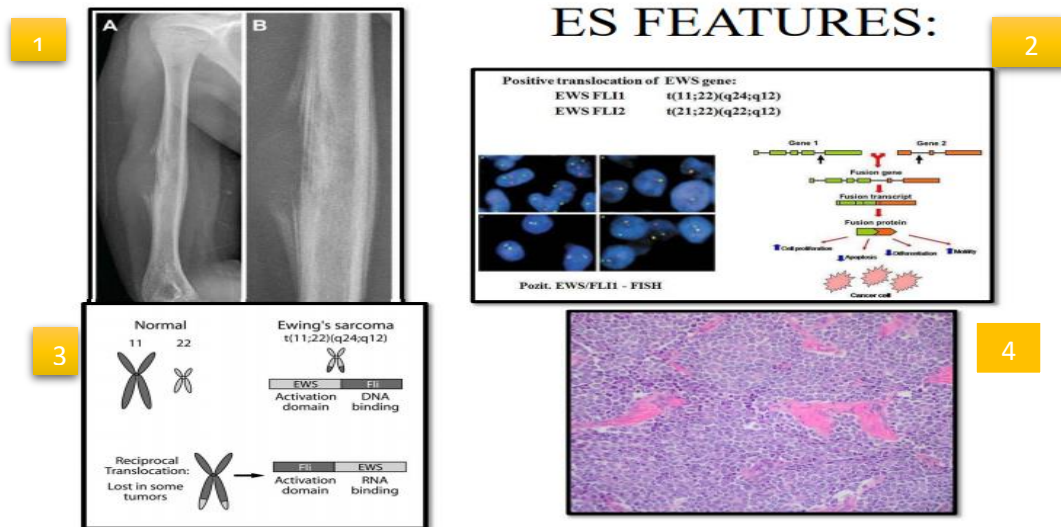 ES FEATURES:
1
2
A
B
Positive translocation of EWS gene:
EWS FLI1 t(11;22)(q24;q12)
EWS FLI2 t(21;22)(q22;q12)
Gene 1
Gene 2
Fusion gene
Fusion transcript
Fusion protein
Cell proliferation
Apoplosis
Differentation
Motility
Cancer cell
Pozit. EWS/FLI1 - FISH
3
Normal
11 22
Ewing's sarcoma
t(11;22)(q24;q12)
EWS Fli
Activation domain
DNA binding
Reciprocal
Translocation:
Lost in some
tumors
Fli EWS
Activation domain
RNA binding
4